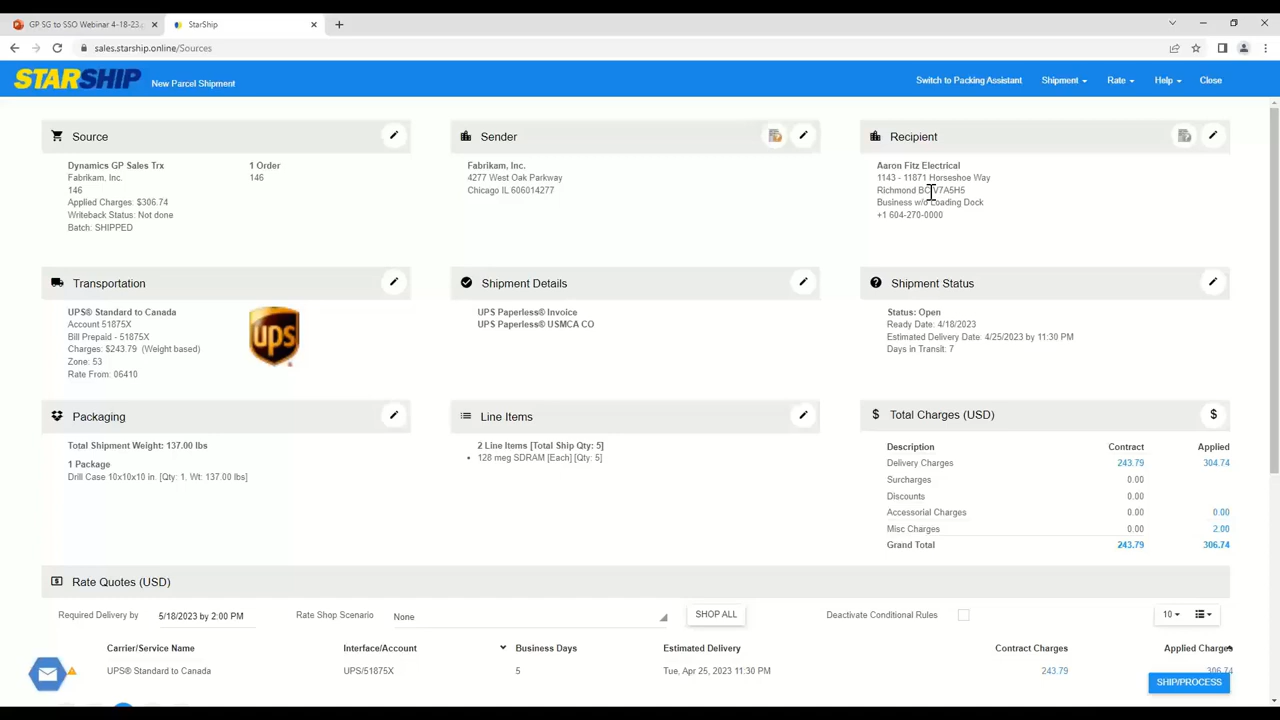 GP SG to SSO Webinar 4-18-23
StarShip
sales.starship.online/Sources
STARSHIP New Parcel Shipment Switch to Packing Assistant Shipment Rate Help Close
Source
Dynamics GP Sales Trx 1 Order
Fabrikam, Inc. 146
146
Applied Charges: $306.74
Writeback Status: Not done
Batch: SHIPPED
Sender
Fabrikam, Inc.
4277 West Oak Parkway
Chicago IL 606014277
Recipient
Aaron Fitz Electrical
1143 - 11871 Horseshoe Way
Richmond BC V7A5H5
Business w/o Loading Dock
+1 604-270-0000
Transportation
UPS® Standard to Canada
Account 51875X
Bill Prepaid - 51875X
Charges: $243.79 (Weight based)
Zone: 53
Rate From: 06410
ups
Shipment Details
UPS Paperless® Invoice
UPS Paperless® USMCA CO
Shipment Status
Status: Open
Ready Date: 4/18/2023
Estimated Delivery Date: 4/25/2023 by 11:30 PM
Days in Transit: 7
Packaging
Total Shipment Weight: 137.00 lbs
1 Package
Drill Case 10x10x10 in. [Qty: 1, Wt: 137.00 lbs]
Line Items
2 Line Items [Total Ship Qty: 5]
• 128 meg SDRAM [Each] [Qty: 5]
$ Total Charges (USD) $
Description Contract Applied
Delivery Charges 243.79 304.74
Surcharges 0.00
Discounts 0.00
Accessorial Charges 0.00 0.00
Misc Charges 0.00 2.00
Grand Total 243.79 306.74
Rate Quotes (USD)
Required Delivery by 5/18/2023 by 2:00 PM Rate Shop Scenario None SHOP ALL Deactivate Conditional Rules 10
Carrier/Service Name Interface/Account Business Days Estimated Delivery Contract Charges Applied Charges
UPS® Standard to Canada UPS/51875X 5 Tue, Apr 25, 2023 11:30 PM 243.79 306.74
SHIP/PROCESS